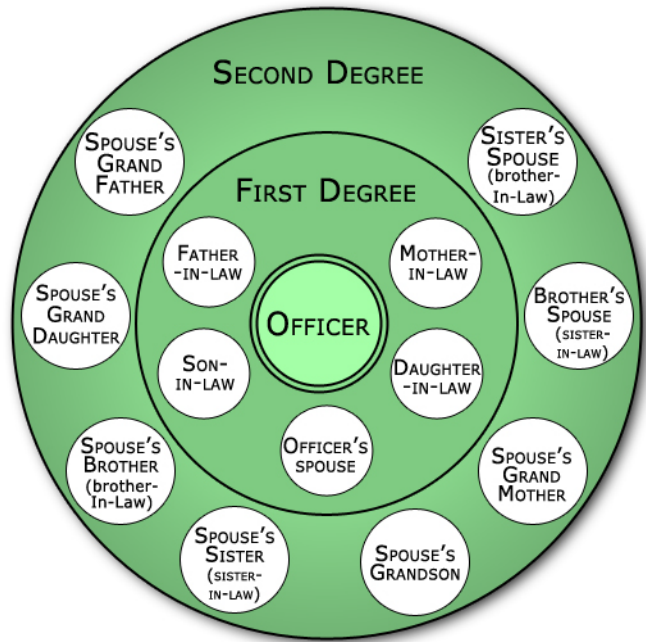 SECOND DEGREE
SPOUSE'S
GRAND
FATHER
SISTER'S
SPOUSE
(brother-
In-Law)
FIRST DEGREE
FATHER
-IN-LAW
MOTHER-
IN-LAW
SPOUSE'S
GRAND
DAUGHTER
OFFICER
BROTHER'S
SPOUSE
(SISTER-
IN-LAW)
SON-
IN-LAW
DAUGHTER
-IN-LAW
OFFICER'S
SPOUSE
SPOUSE'S
BROTHER
(brother-
In-Law)
SPOUSE'S
GRAND
MOTHER
SPOUSE'S
SISTER
(SISTER-
IN-LAW)
SPOUSE'S
GRANDSON